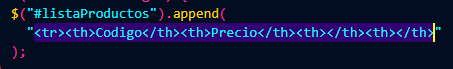 $("#listaProductos").append(
"<tr><th>Codigo</th><th>Precio</th><th></th><th></th>"
);